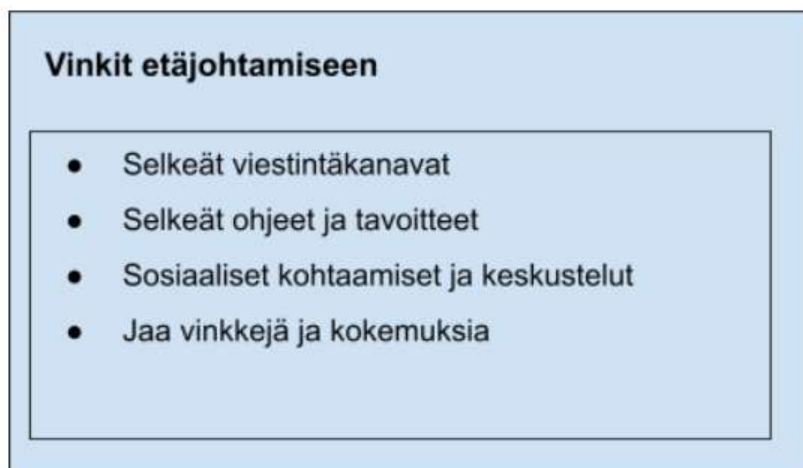 Vinkit etäjohtamiseen
● Selkeät viestintäkanavat
● Selkeät ohjeet ja tavoitteet
● Sosiaaliset kohtaamiset ja keskustelut
● Jaa vinkkejä ja kokemuksia